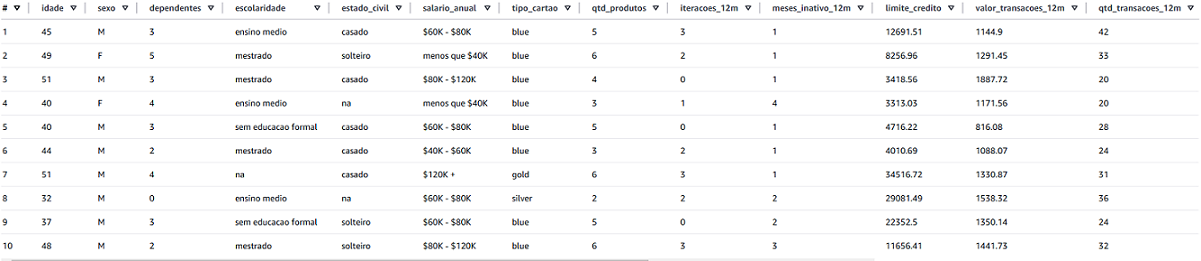 # idade sexo dependentes escolaridade estado_civil salario_anual tipo_cartao qtd_produtos iteracoes_12m meses_inativo_12m limite_credito valor_transacoes_12m qtd_transacoes_12m
1 45 M 3 ensino medio casado $60K - $80K blue 5 3 1 12691.51 1144.9 42
2 49 F 5 mestrado solteiro menos que $40K blue 6 2 1 8256.96 1291.45 33
3 51 M 3 mestrado casado $80K - $120K blue 4 0 1 3418.56 1887.72 20
4 40 F 4 ensino medio na menos que $40K blue 3 1 4 3313.03 1171.56 20
5 40 M 3 sem educacao formal casado $60K - $80K blue 5 0 1 4716.22 816.08 28
6 44 M 2 mestrado casado $40K - $60K blue 3 2 1 4010.69 1088.07 24
7 51 M 4 na casado $120K + gold 6 3 1 34516.72 1330.87 31
8 32 M 0 ensino medio na $60K - $80K silver 2 2 2 29081.49 1538.32 36
9 37 M 3 sem educacao formal solteiro $60K - $80K blue 5 0 2 22352.5 1350.14 24
10 48 M 2 mestrado solteiro $80K - $120K blue 6 3 3 11656.41 1441.73 32